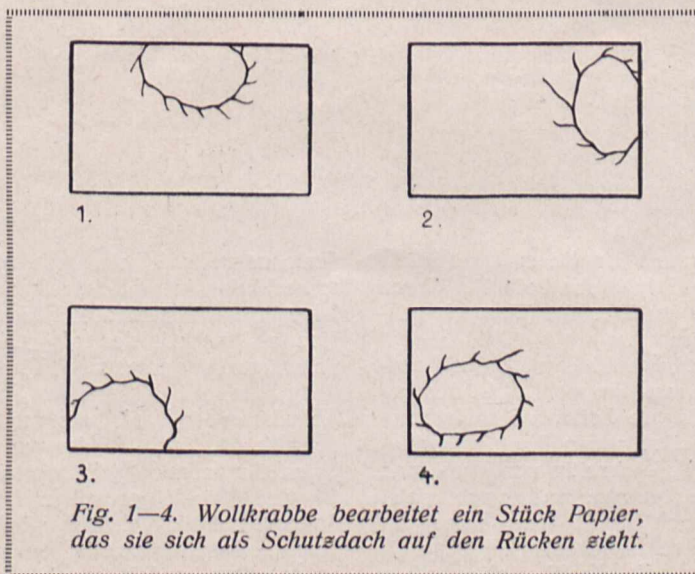 1.
2.
3.
4.
Fig. 1—4. Wollkrabbe bearbeitet ein Stück Papier,
das sie sich als Schutzdach auf den Rücken zieht.